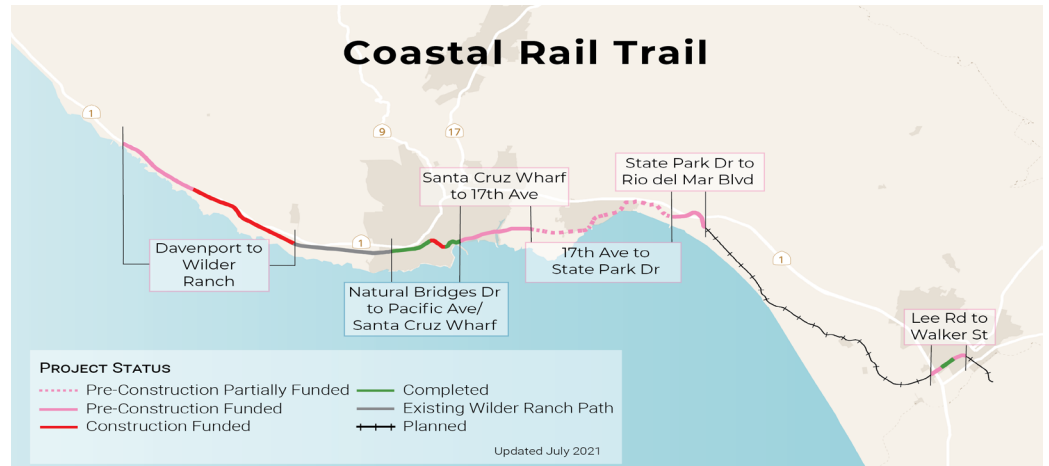 Coastal Rail Trail
1
9
17
State Park Dr to
Rio del Mar Blvd
Santa Cruz Wharf
to 17th Ave
1
Davenport to
Wilder
Ranch
17th Ave to
State Park Dr
1
Natural Bridges Dr
to Pacific Ave/
Santa Cruz Wharf
Lee Rd to
Walker St
PROJECT STATUS
Pre-Construction Partially Funded
Pre-Construction Funded
Construction Funded
Completed
Existing Wilder Ranch Path
Planned
Updated July 2021